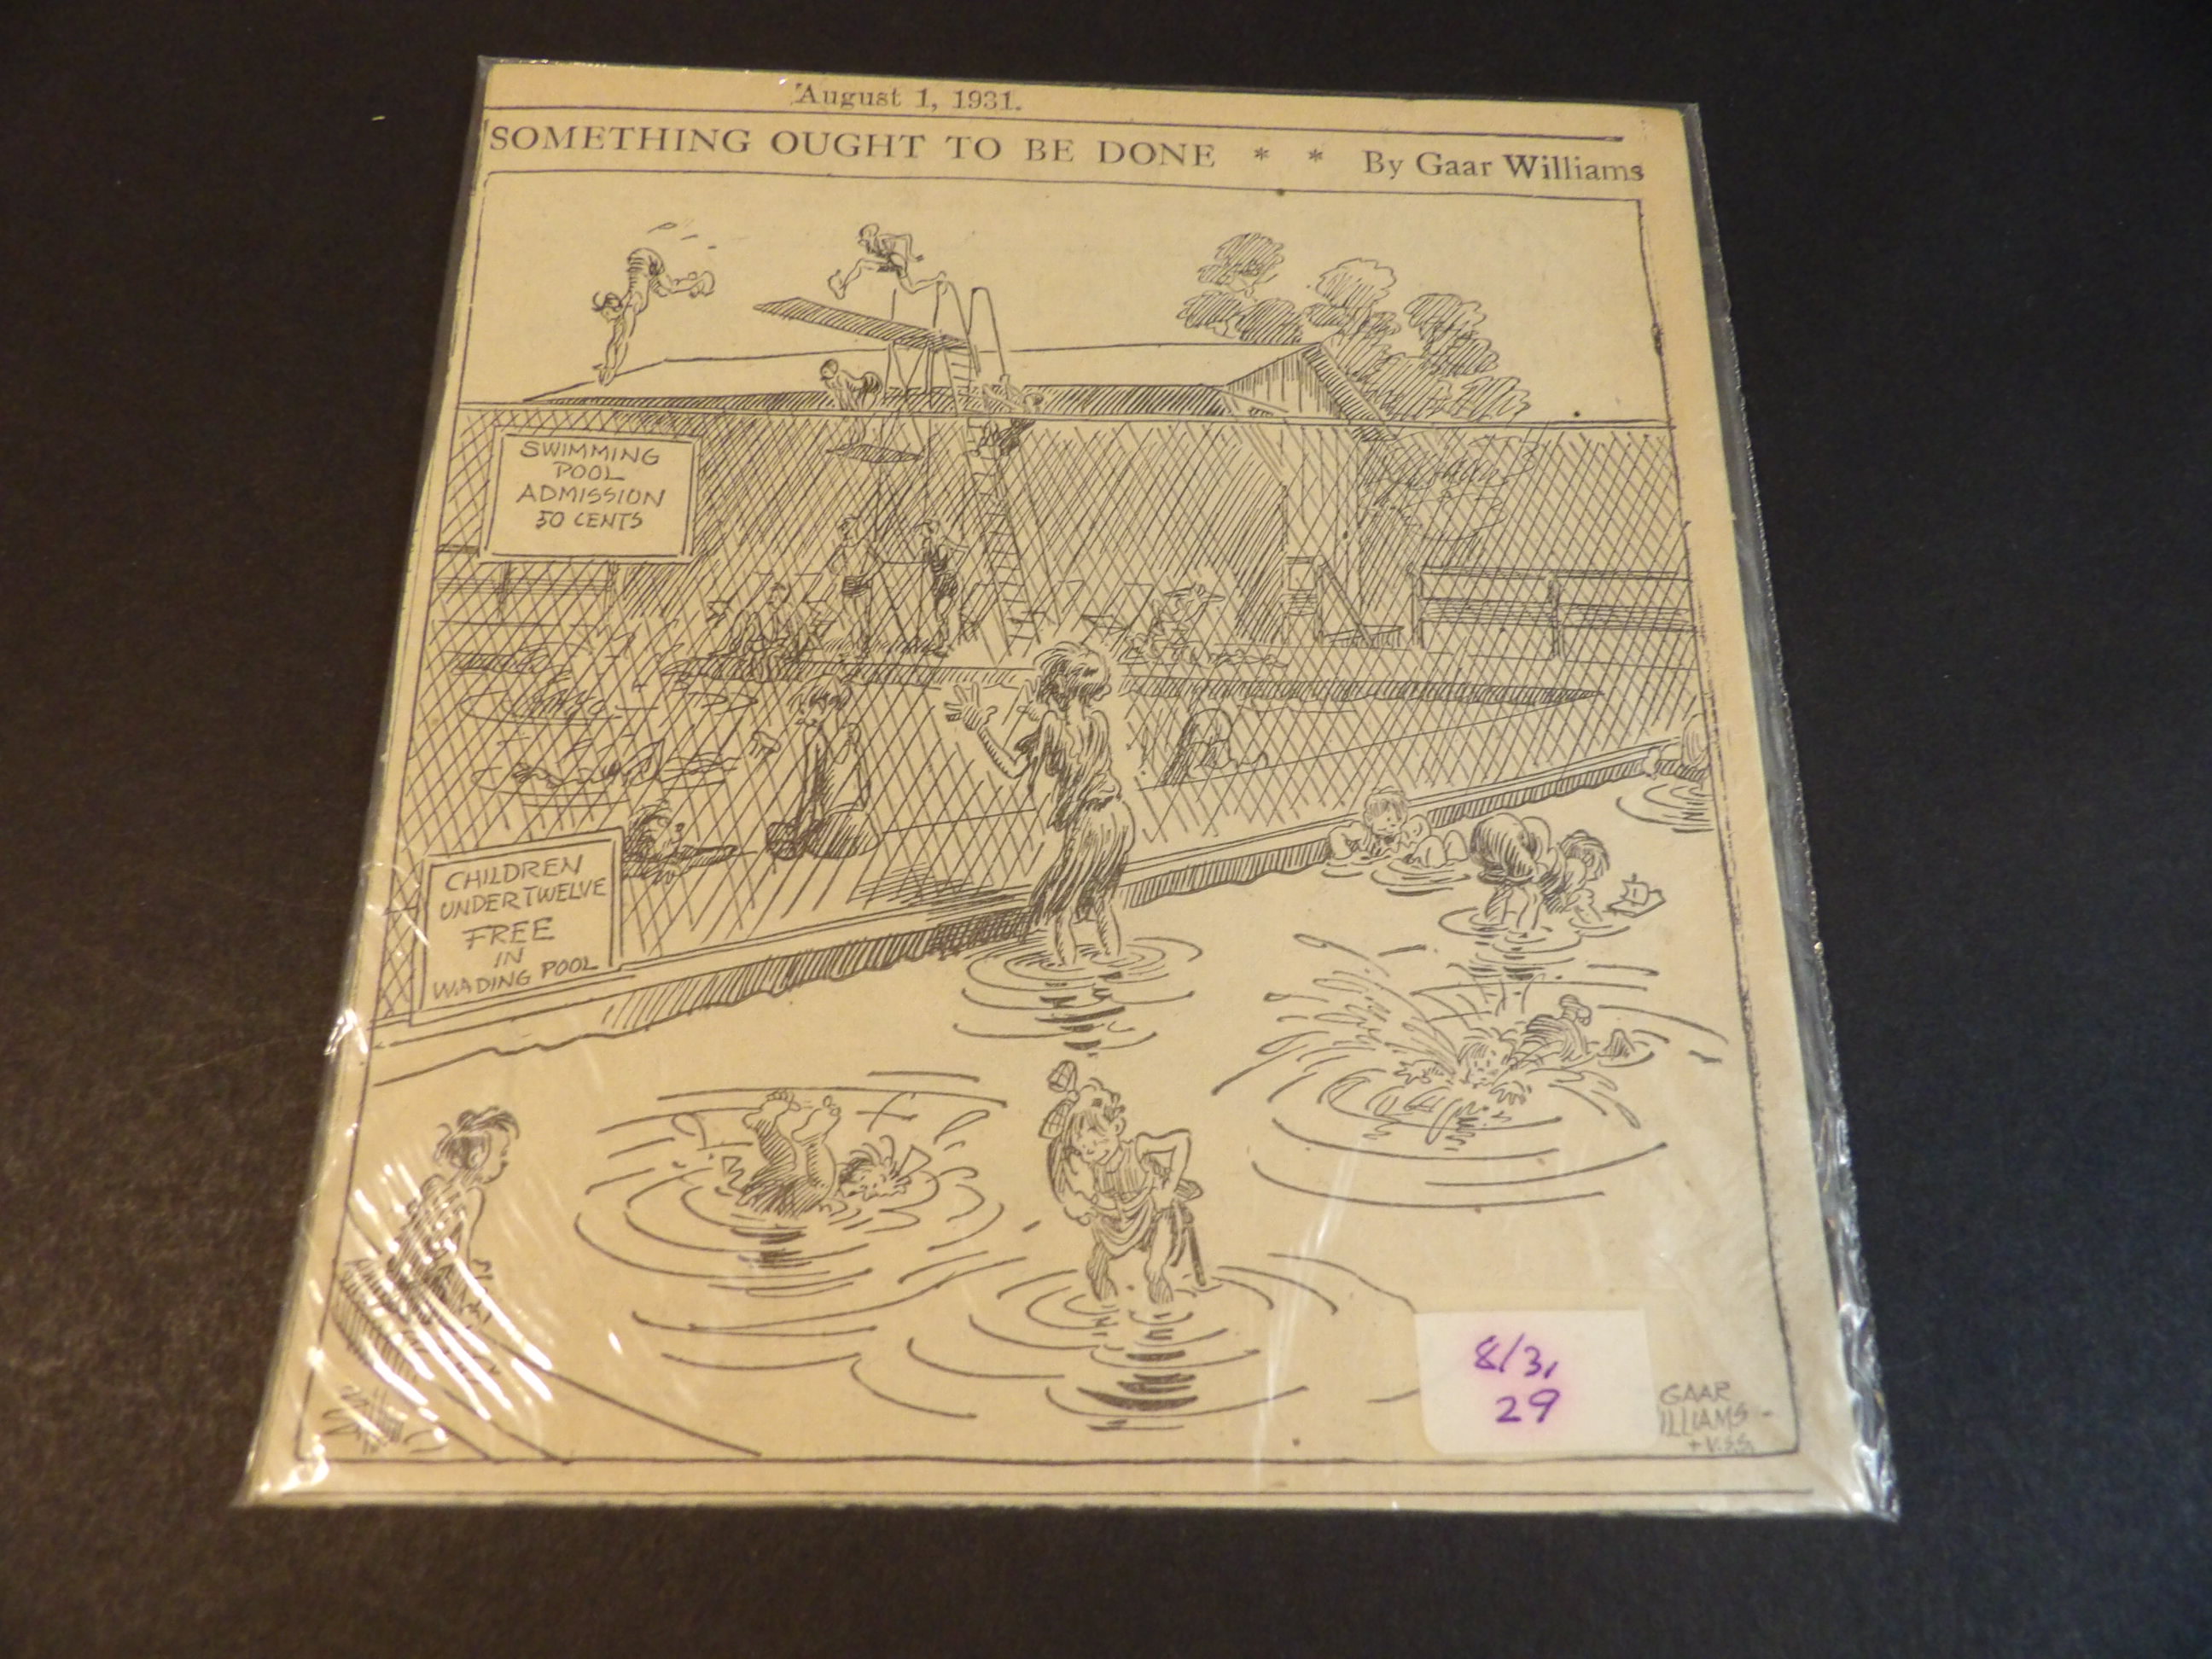 August 1, 1931.
SOMETHING OUGHT TO BE DONE * * By Gaar Williams
SWIMMING
POOL
ADMISSION
50 CENTS
CHILDREN
UNDER TWELVE
FREE
IN
WADING POOL
8/3,
29
GAAR
ILLIAMS